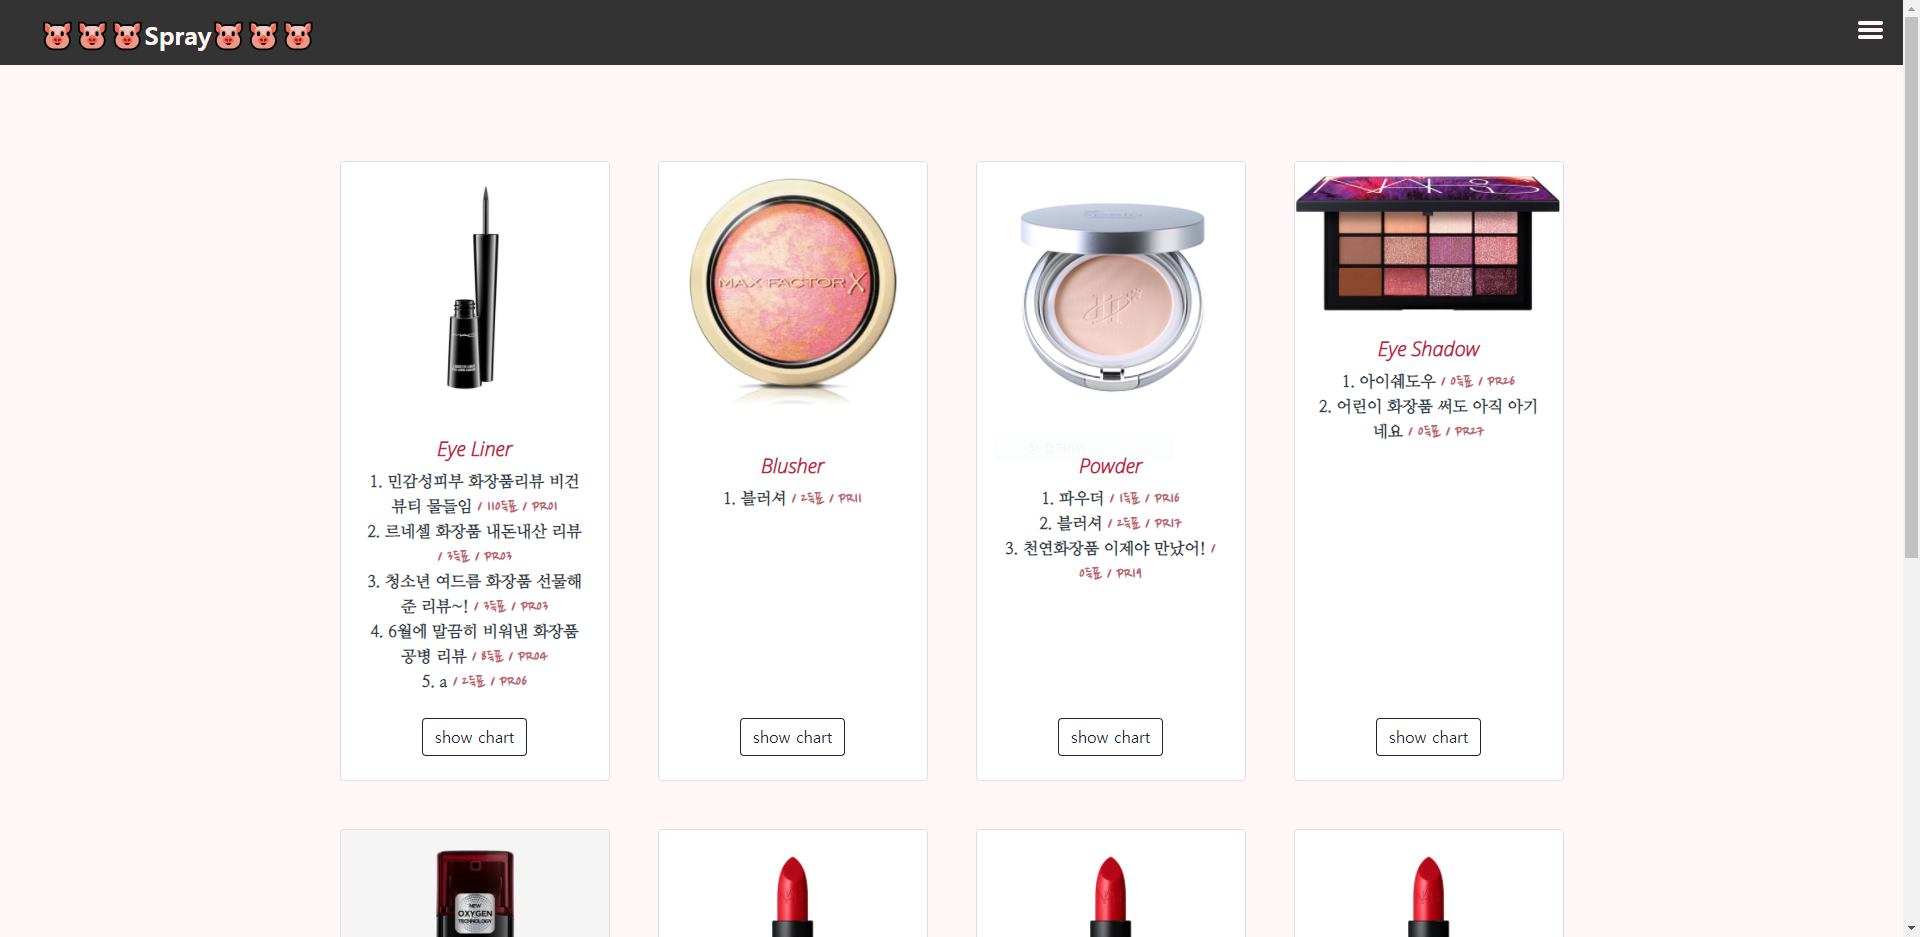 🐷🐷🐷Spray🐷🐷🐷
MAC
MAX FACTOR X
NARS
Eye Liner
1. 민감성피부 화장품리뷰 비건
뷰티 물들임 / 110득표 / PR01
2. 르네셀 화장품 내돈내산 리뷰
/ 3득표 / PR03
3. 청소년 여드름 화장품 선물해
준 리뷰~! / 3득표 / PR03
4. 6월에 말끔히 비워낸 화장품
공병 리뷰 / 8득표 / PR04
5. a / 2득표 / PR06
show chart
Blusher
1. 블러셔 / 2득표 / PR11
show chart
Powder
1. 파우더 / 1득표 / PR16
2. 블러셔 / 2득표 / PR17
3. 천연화장품 이제야 만났어! /
0득표 / PR19
show chart
Eye Shadow
1. 아이쉐도우 / 0득표 / PR26
2. 어린이 화장품 써도 아직 아기
네요 / 0득표 / PR27
show chart
NEW
OXYGEN
TECHNOLOGY